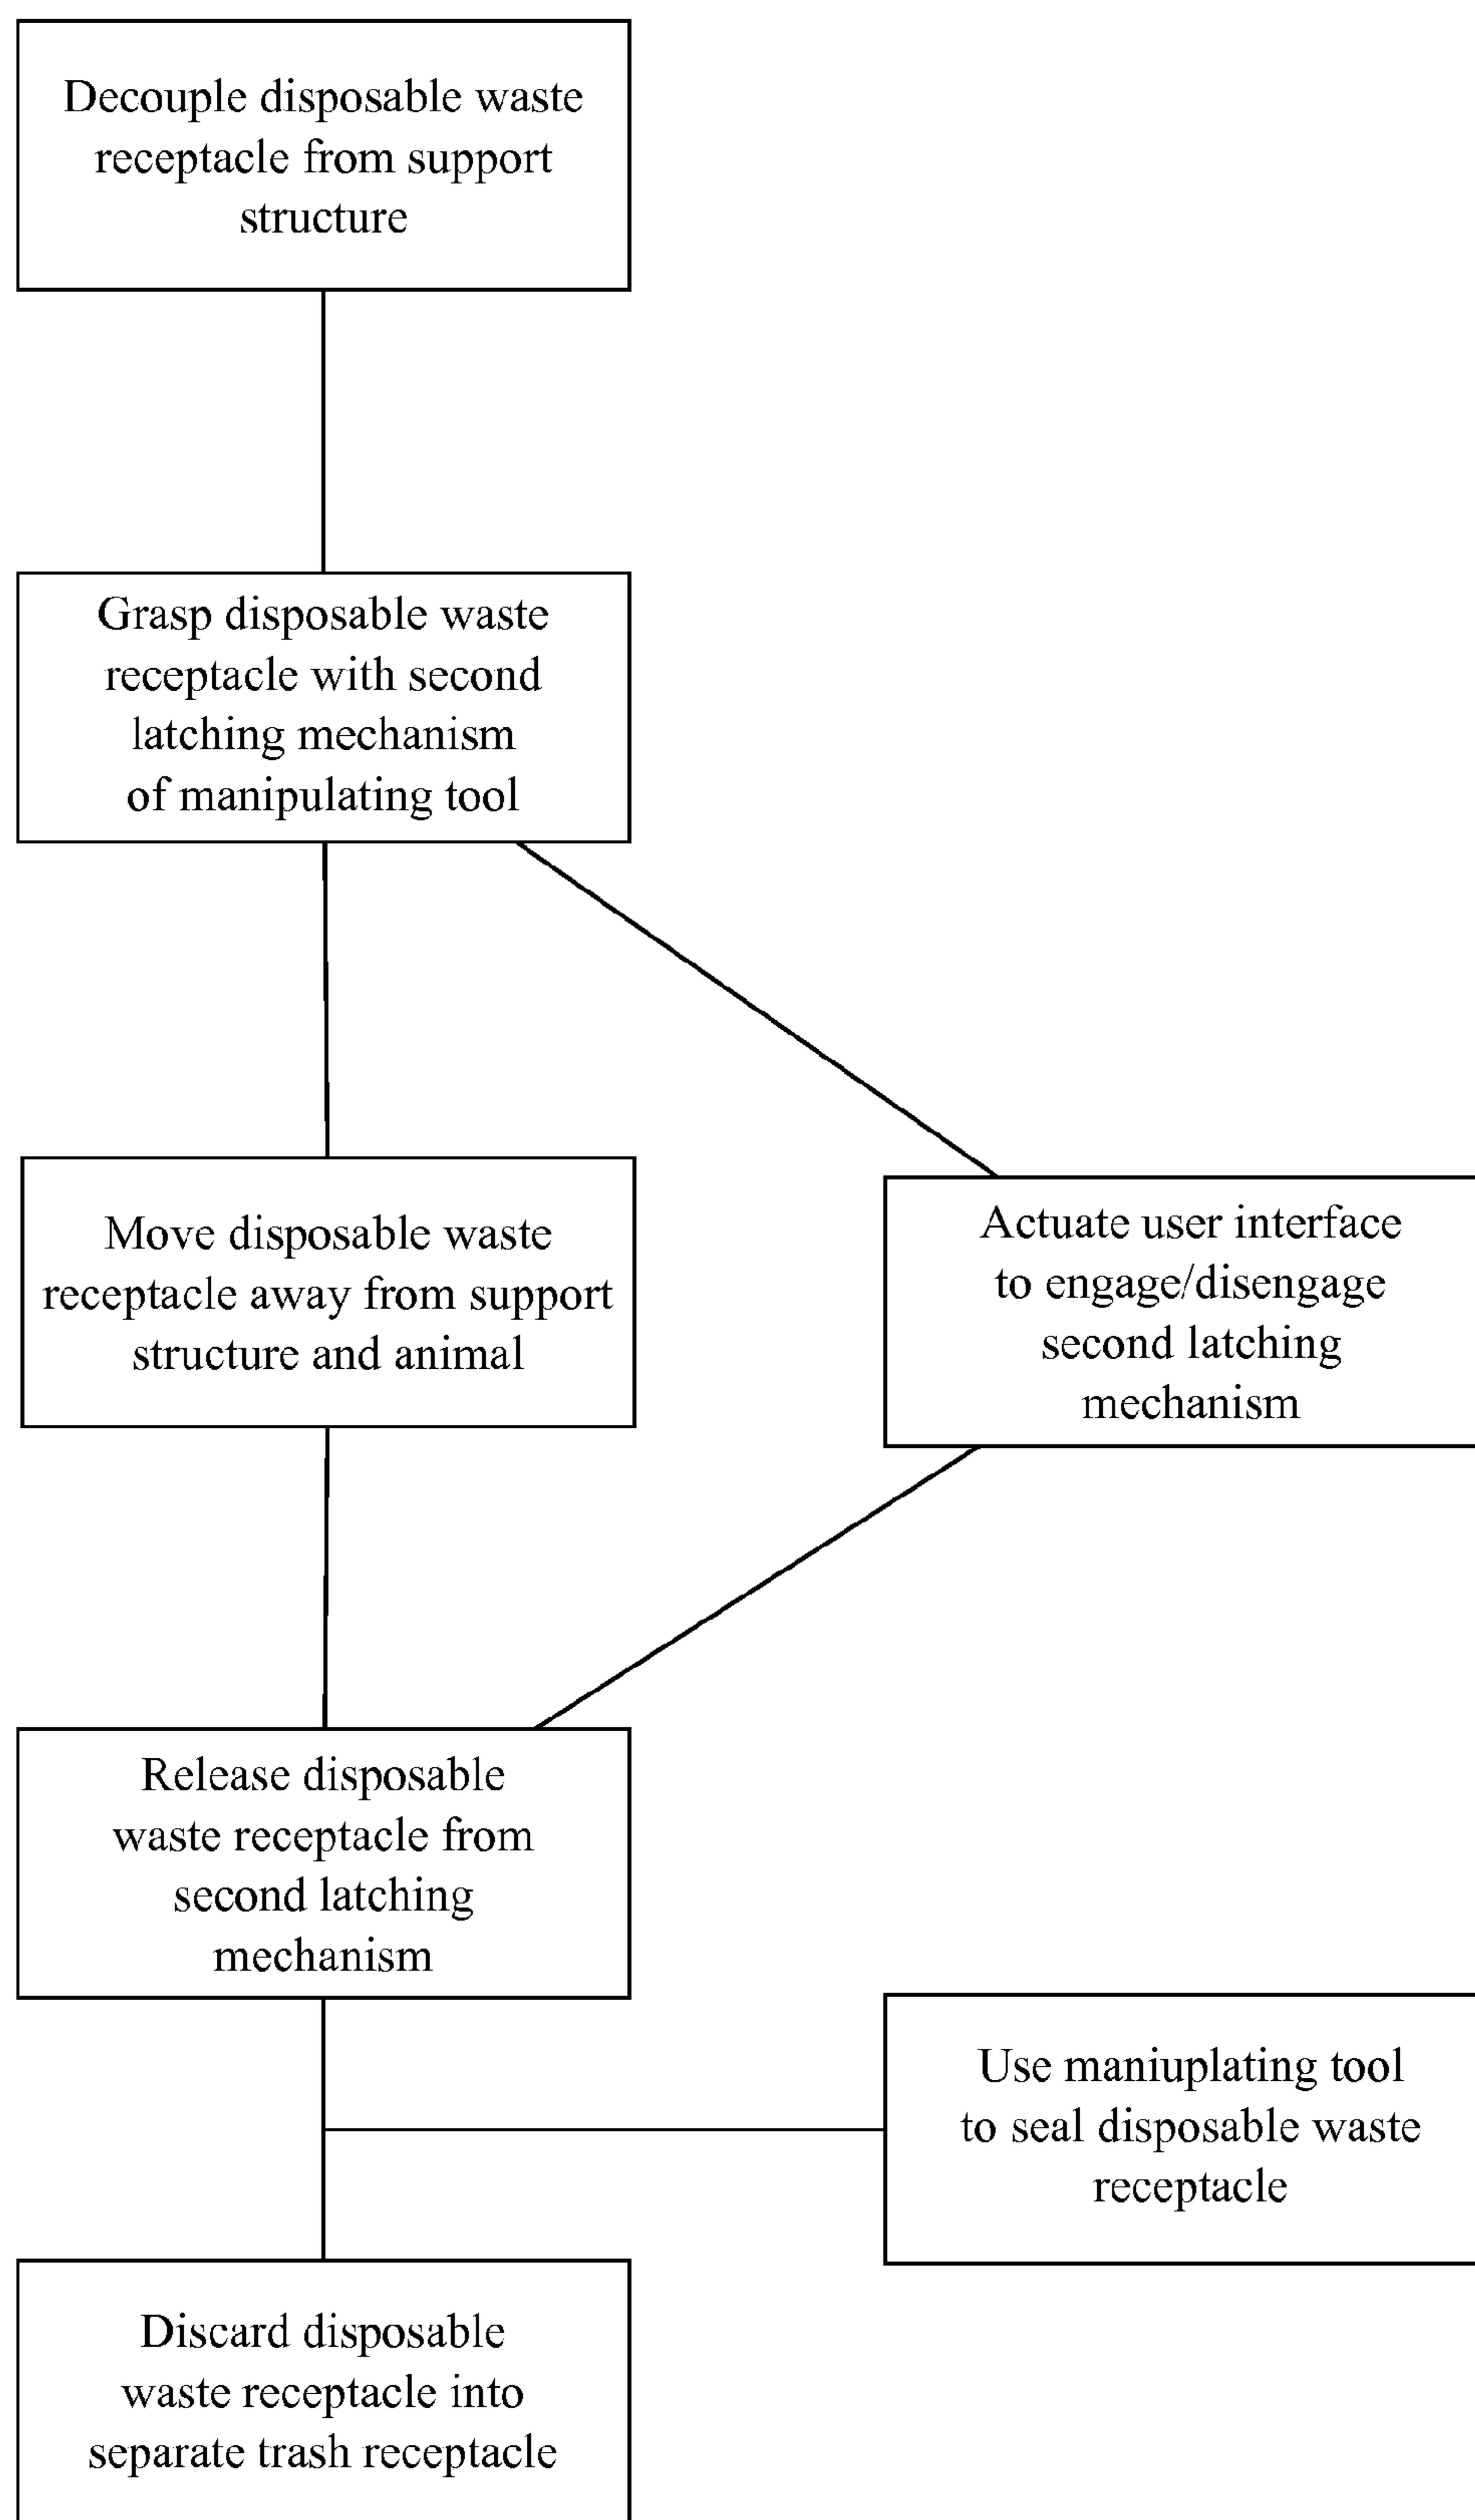 Decouple disposable waste
receptacle from support
structure
Grasp disposable waste
receptacle with second
latching mechanism
of manipulating tool
Move disposable waste
receptacle away from support
structure and animal
Actuate user interface
to engage/disengage
second latching
mechanism
Release disposable
waste receptacle from
second latching
mechanism
Use maniuplating tool
to seal disposable waste
receptacle
Discard disposable
waste receptacle into
separate trash receptacle